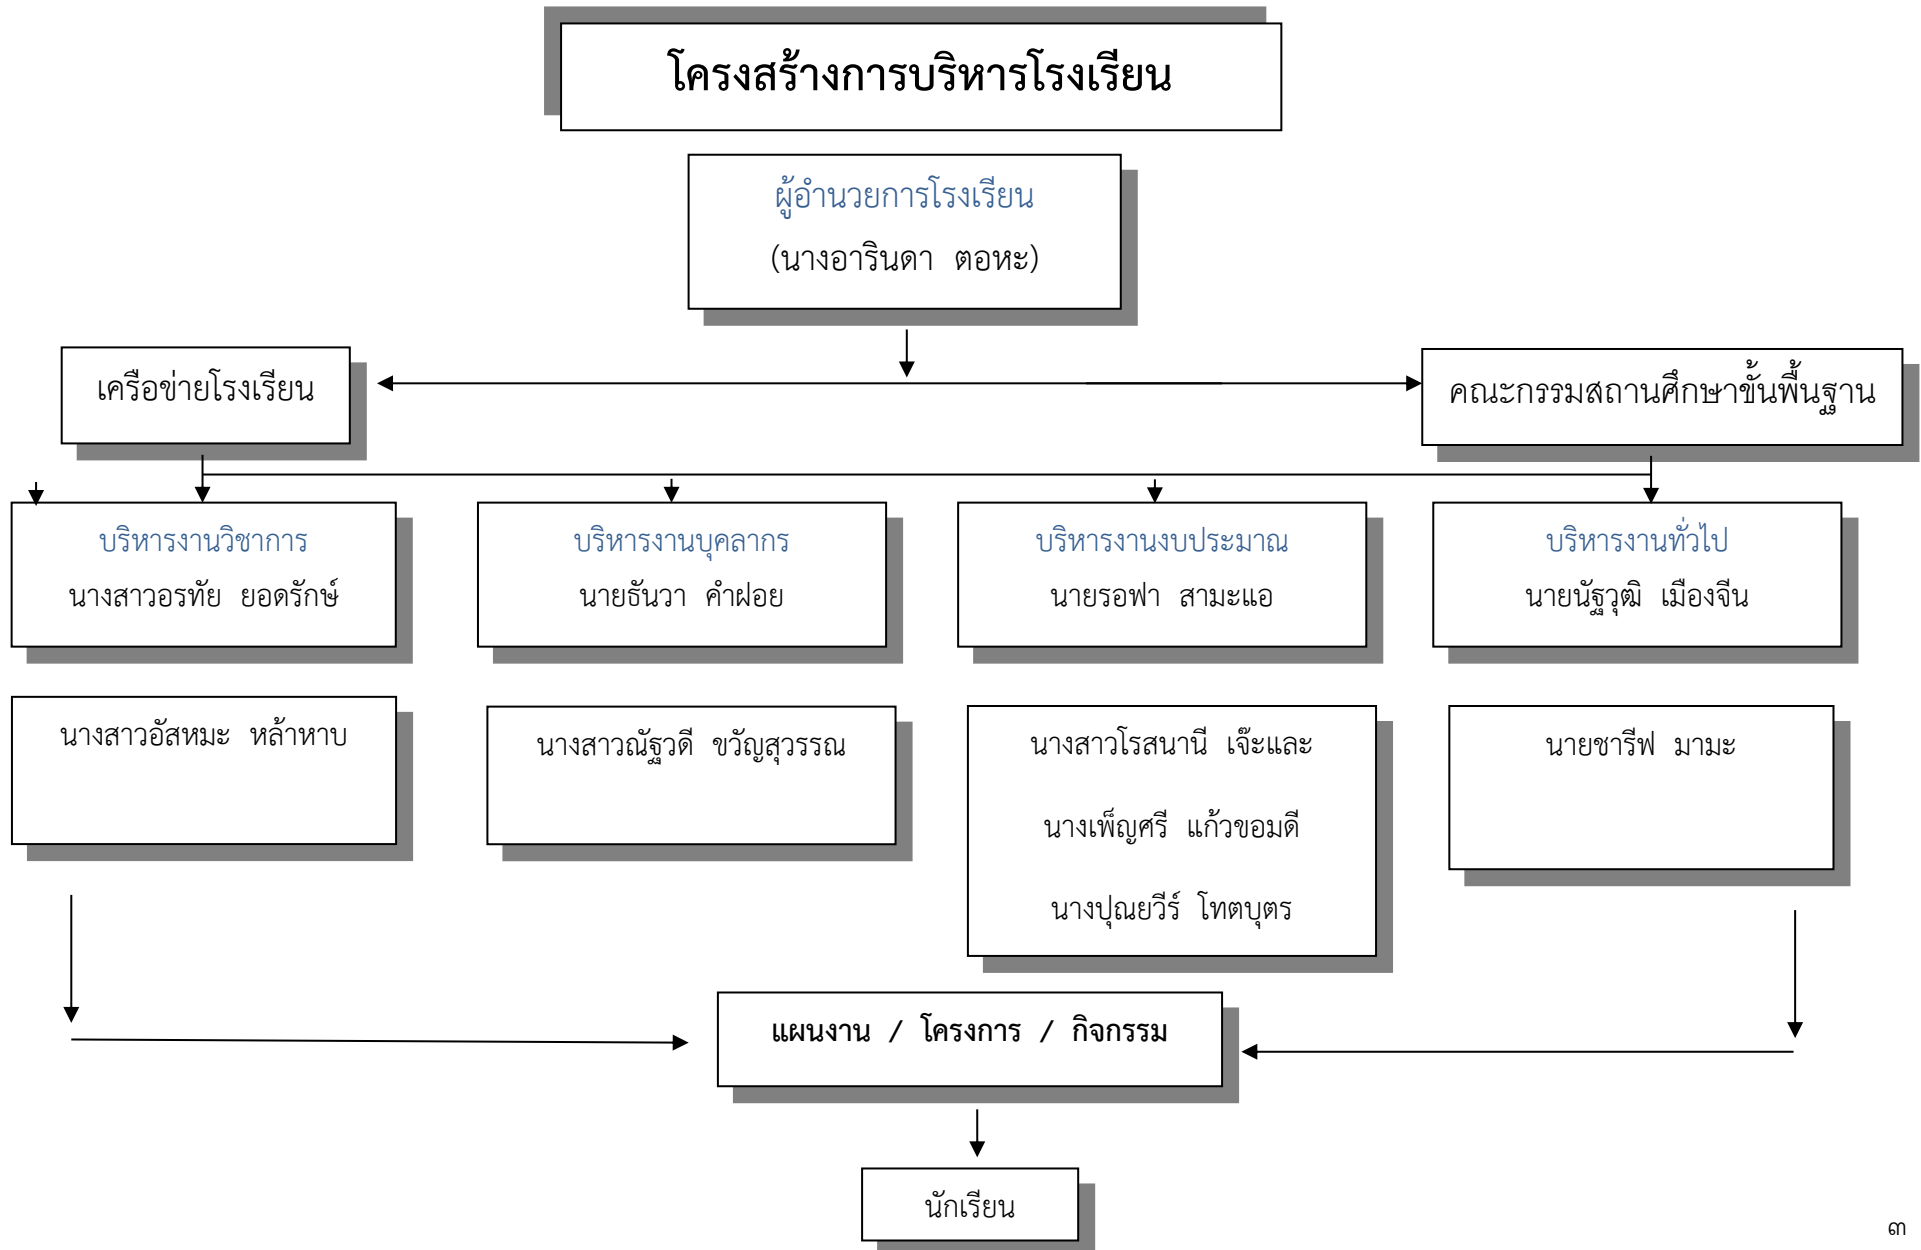 โครงสร้างการบริหารโรงเรียน
ผู้อำนวยการโรงเรียน
(นางอารินดา ตอหะ)
เครือข่ายโรงเรียน
คณะกรรมสถานศึกษาขั้นพื้นฐาน
บริหารงานวิชาการ
นางสาวอรทัย ยอดรักษ์
บริหารงานบุคลากร
นายธันวา คำฝอย
บริหารงานงบประมาณ
นายรอฟา สามะแอ
บริหารงานทั่วไป
นายนัฐวุฒิ เมืองจีน
นางสาวอัสหมะ หล้าหาบ
นางสาวณัฐวดี ขวัญสุวรรณ
นางสาวโรสนานี เจ๊ะและ
นางเพ็ญศรี แก้วขอมดี
นางปุณยวีร์ โทตบุตร
นายชารีฟ มามะ
แผนงาน / โครงการ / กิจกรรม
นักเรียน
๓